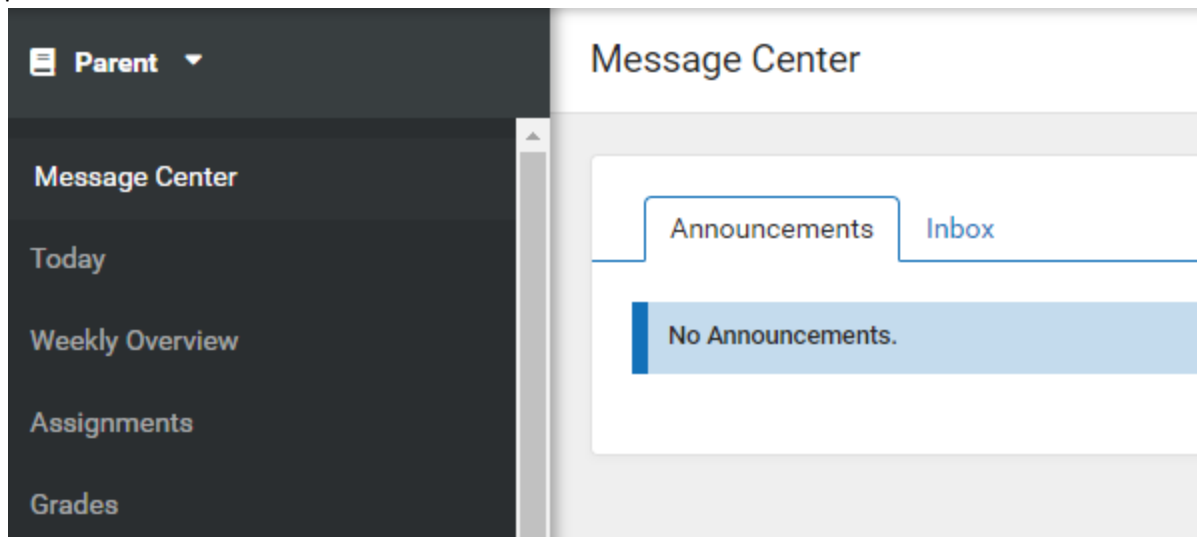 Parent
Message Center
Today
Weekly Overview
Assignments
Grades
Message Center
Announcements
Inbox
No Announcements.